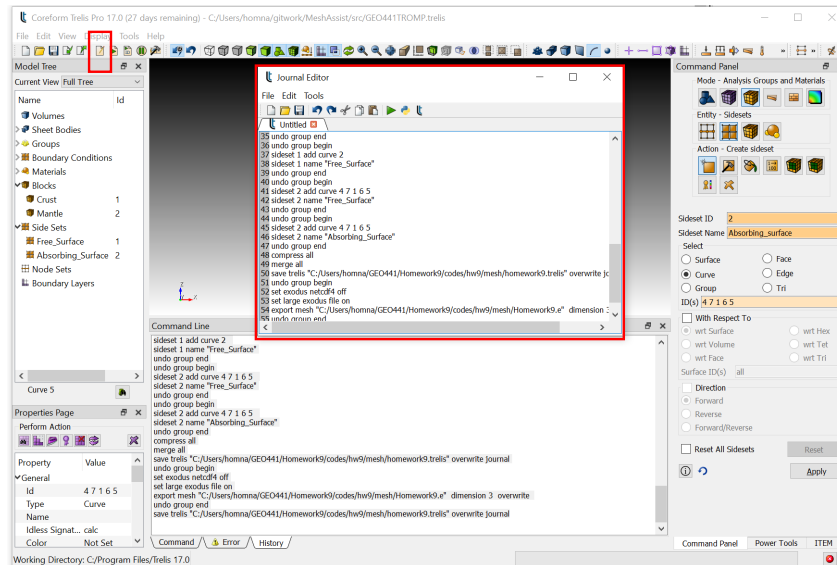 Coreform Trelis Pro 17.0 (27 days remaining) - C:/Users/homna/gitwork/MeshAssist/src/GEO441TROMP.trelis
File Edit View Display Tools Help
Model Tree
Current View Full Tree
Name Id
Volumes
Sheet Bodies
Groups
Boundary Conditions
Materials
Blocks
Crust 1
Mantle 2
Side Sets
Free_Surface 1
Absorbing_Surface 2
Node Sets
Boundary Layers
Curve 5
Properties Page
Perform Action
Property Value
General
Id 4 7 1 6 5
Type Curve
Name
Idless Signat... calc
Color Not Set
Working Directory: C:/Program Files/Trelis 17.0
Z
X
Journal Editor
File Edit Tools
Untitled
35 undo group end
36 undo group begin
37 sideset 1 add curve 2
38 sideset 1 name "Free_Surface"
39 undo group end
40 undo group begin
41 sideset 2 add curve 4 7 1 6 5
42 sideset 2 name "Free_Surface"
43 undo group end
44 undo group begin
45 sideset 2 add curve 4 7 1 6 5
46 sideset 2 name "Absorbing_Surface"
47 undo group end
48 compress all
49 merge all
50 save trelis "C:/Users/homna/GEO441/Homework9/codes/hw9/mesh/homework9.trelis" overwrite jo
51 undo group begin
52 set exodus netcdf4 off
53 set large exodus file on
54 export mesh "C:/Users/homna/GEO441/Homework9/codes/hw9/mesh/Homework9.e" dimension 3
55 undo group end
Command Line
sideset 1 add curve 2
sideset 1 name "Free_Surface"
undo group end
undo group begin
sideset 2 add curve 4 7 1 6 5
sideset 2 name "Free_Surface"
undo group end
undo group begin
sideset 2 add curve 4 7 1 6 5
sideset 2 name "Absorbing_Surface"
undo group end
compress all
merge all
save trelis "C:/Users/homna/GEO441/Homework9/codes/hw9/mesh/homework9.trelis" overwrite journal
undo group begin
set exodus netcdf4 off
set large exodus file on
export mesh "C:/Users/homna/GEO441/Homework9/codes/hw9/mesh/Homework9.e" dimension 3 overwrite
undo group end
save trelis "C:/Users/homna/GEO441/Homework9/codes/hw9/mesh/homework9.trelis" overwrite journal
Command Error History
Command Panel
Mode - Analysis Groups and Materials
Entity - Sidesets
Action - Create sideset
Sideset ID 2
Sideset Name Absorbing_surface
Select
Surface Face
Curve Edge
Group Tri
ID(s) 4 7 1 6 5
With Respect To
wrt Surface wrt Hex
wrt Volume wrt Tet
wrt Face wrt Tri
Surface ID(s) all
Direction
Forward
Reverse
Forward/Reverse
Reset All Sidesets Reset
Apply
Command Panel Power Tools ITEM